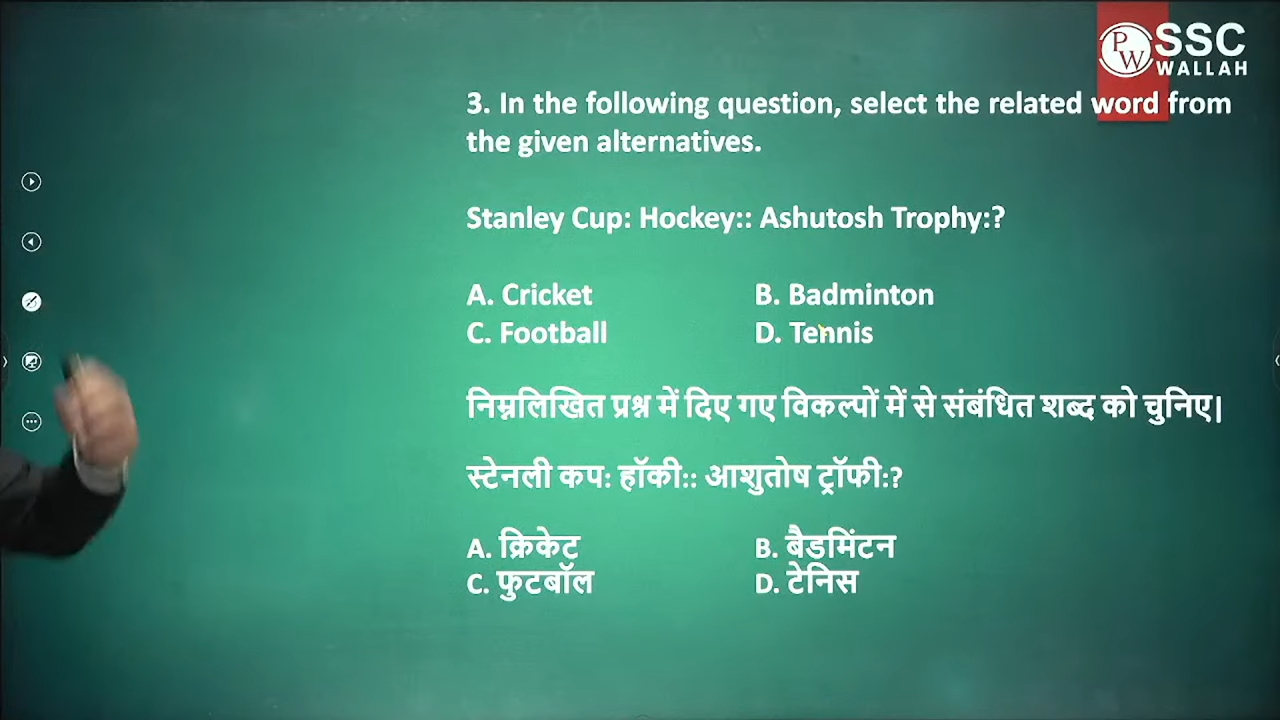 PW SSC
WALLAH
3. In the following question, select the related word from
the given alternatives.
Stanley Cup: Hockey:: Ashutosh Trophy:?
A. Cricket B. Badminton
C. Football D. Tennis
निम्नलिखित प्रश्न में दिए गए विकल्पों में से संबंधित शब्द को चुनिए|
स्टेनली कप: हॉकी:: आशुतोष ट्रॉफी:?
A. क्रिकेट B. बैडमिंटन
C. फुटबॉल D. टेनिस